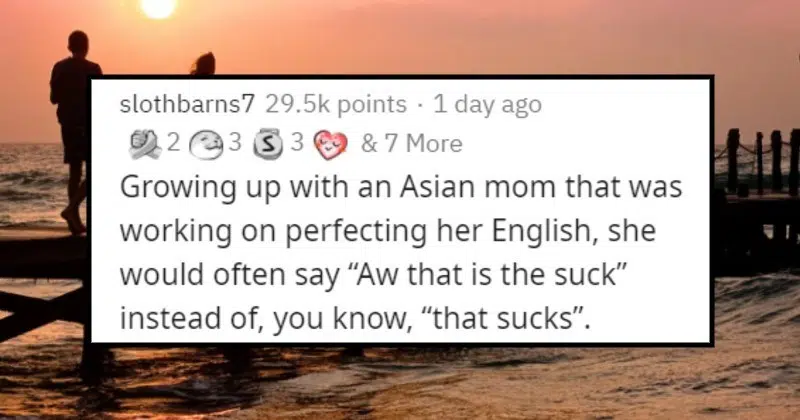 slothbarns7 29.5k points · 1 day ago
2 3 S 3 & 7 More
Growing up with an Asian mom that was
working on perfecting her English, she
would often say “Aw that is the suck”
instead of, you know, “that sucks”.